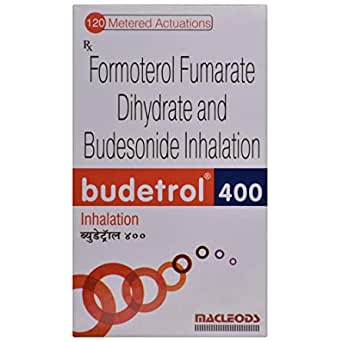 120 Metered Actuations
Rx
Formoterol Fumarate
Dihydrate and
Budesonide Inhalation
budetrol® 400
Inhalation
ब्युडेट्रॉल ४००
MACLEODS